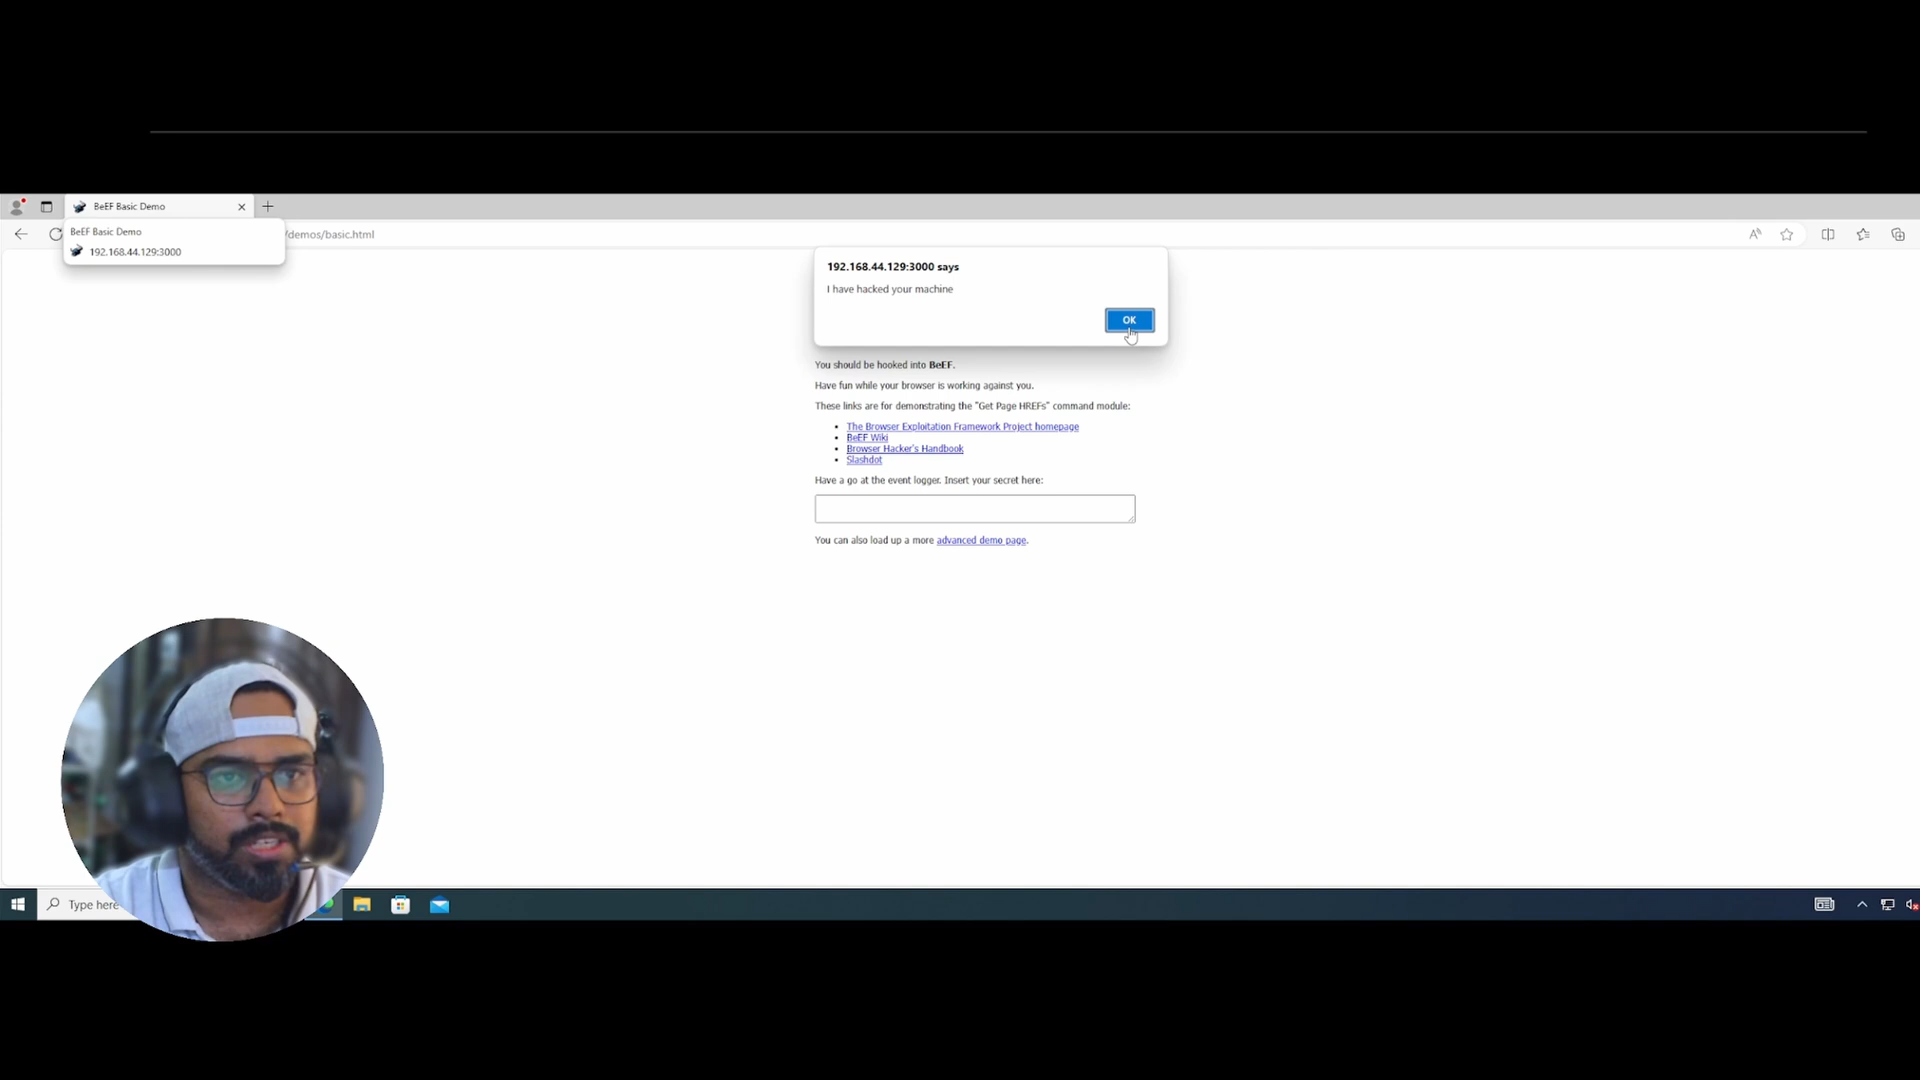 BeEF Basic Demo
BeEF Basic Demo
192.168.44.129:3000
/demos/basic.html
192.168.44.129:3000 says
I have hacked your machine
OK
You should be hooked into BeEF.
Have fun while your browser is working against you.
These links are for demonstrating the "Get Page HREFs" command module:
The Browser Exploitation Framework Project homepage
BeEF Wiki
Browser Hacker's Handbook
Slashdot
Have a go at the event logger. Insert your secret here:
You can also load up a more advanced demo page.
Type here